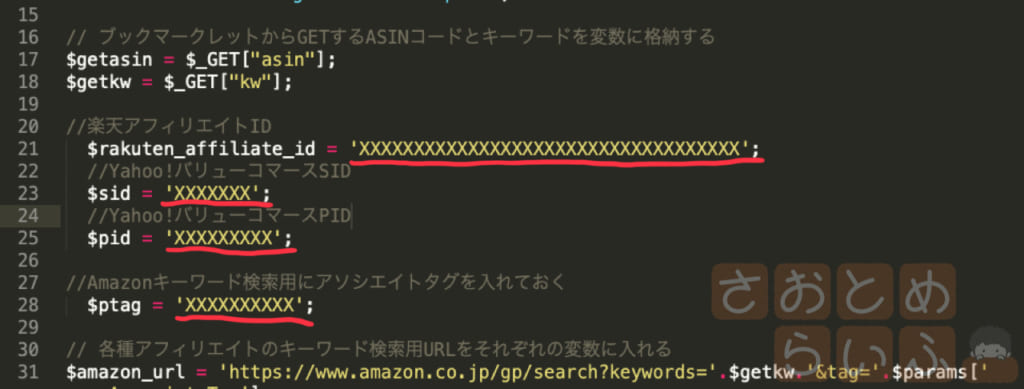 15
16 // ブックマークレットからGETするASINコードとキーワードを変数に格納する
17 $getasin = $_GET["asin"];
18 $getkw = $_GET["kw"];
19
20 //楽天アフィリエイトID
21 $rakuten_affiliate_id = 'XXXXXXXXXXXXXXXXXXXXXXXXXXXXXXXXXXX';
22 //Yahoo!バリューコマースSID
23 $sid = 'XXXXXXX';
24 //Yahoo!バリューコマースPID
25 $pid = 'XXXXXXXXX';
26
27 //Amazonキーワード検索用にアソシエイトタグを入れておく
28 $ptag = 'XXXXXXXXXX';
29
30 // 各種アフィリエイトのキーワード検索用URLをそれぞれの変数に入れる
31 $amazon_url = 'https://www.amazon.co.jp/gp/search?keywords='.$getkw.'&tag='.$params['
さおとめ
らいふ